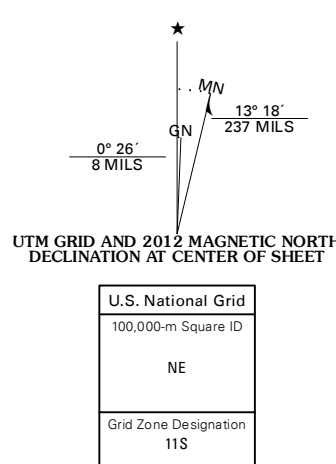 ★
MN
GN
0° 26´
8 MILS
13° 18´
237 MILS
UTM GRID AND 2012 MAGNETIC NORTH
DECLINATION AT CENTER OF SHEET
U.S. National Grid
100,000-m Square ID
NE
Grid Zone Designation
11S